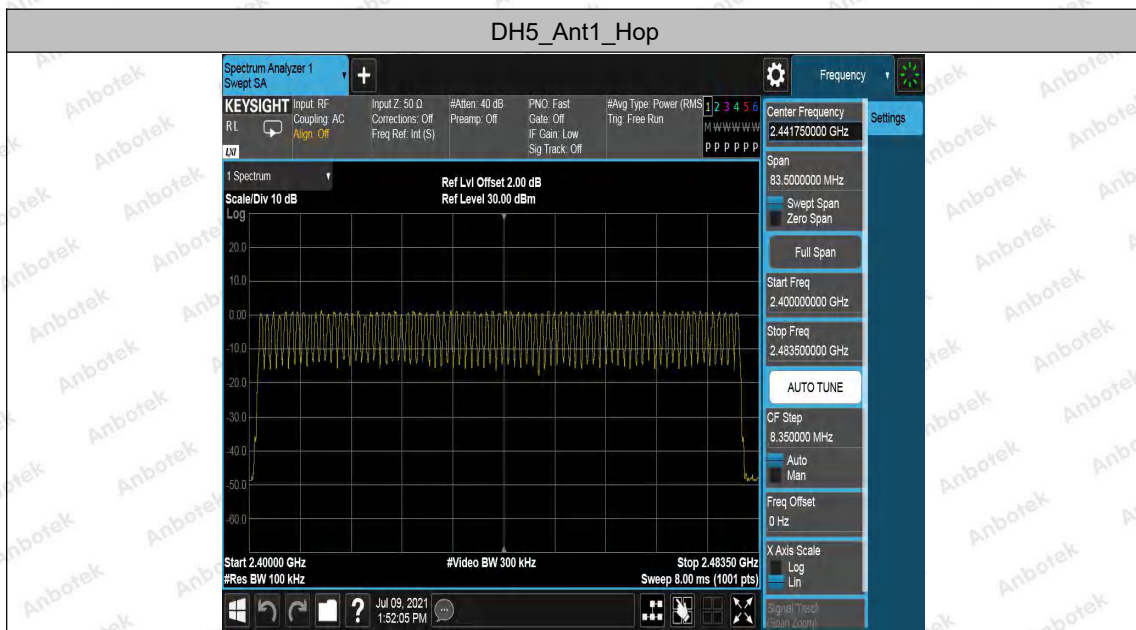 DH5_Ant1_Hop
Spectrum Analyzer 1
Swept SA
Frequency
KEYSIGHT
RL
LXI
Input: RF
Coupling: AC
Align: Off
Input Z: 50 Ω
Corrections: Off
Freq Ref: Int (S)
#Atten: 40 dB
Preamp: Off
PNO: Fast
Gate: Off
IF Gain: Low
Sig Track: Off
#Avg Type: Power (RMS
Trig: Free Run
1 2 3 4 5 6
M W W W W W
P P P P P P
Center Frequency
2.441750000 GHz
Settings
Span
83.5000000 MHz
Swept Span
Zero Span
Full Span
Start Freq
2.400000000 GHz
Stop Freq
2.483500000 GHz
AUTO TUNE
CF Step
8.350000 MHz
Auto
Man
Freq Offset
0 Hz
X Axis Scale
Log
Lin
Signal Track
(Span Zoom)
1 Spectrum
Scale/Div 10 dB
Ref Lvl Offset 2.00 dB
Ref Level 30.00 dBm
Log
20.0
10.0
0.00
-10.0
-20.0
-30.0
-40.0
-50.0
-60.0
Start 2.40000 GHz
#Res BW 100 kHz
#Video BW 300 kHz
Stop 2.48350 GHz
Sweep 8.00 ms (1001 pts)
?
Jul 09, 2021
1:52:05 PM
Anbotek